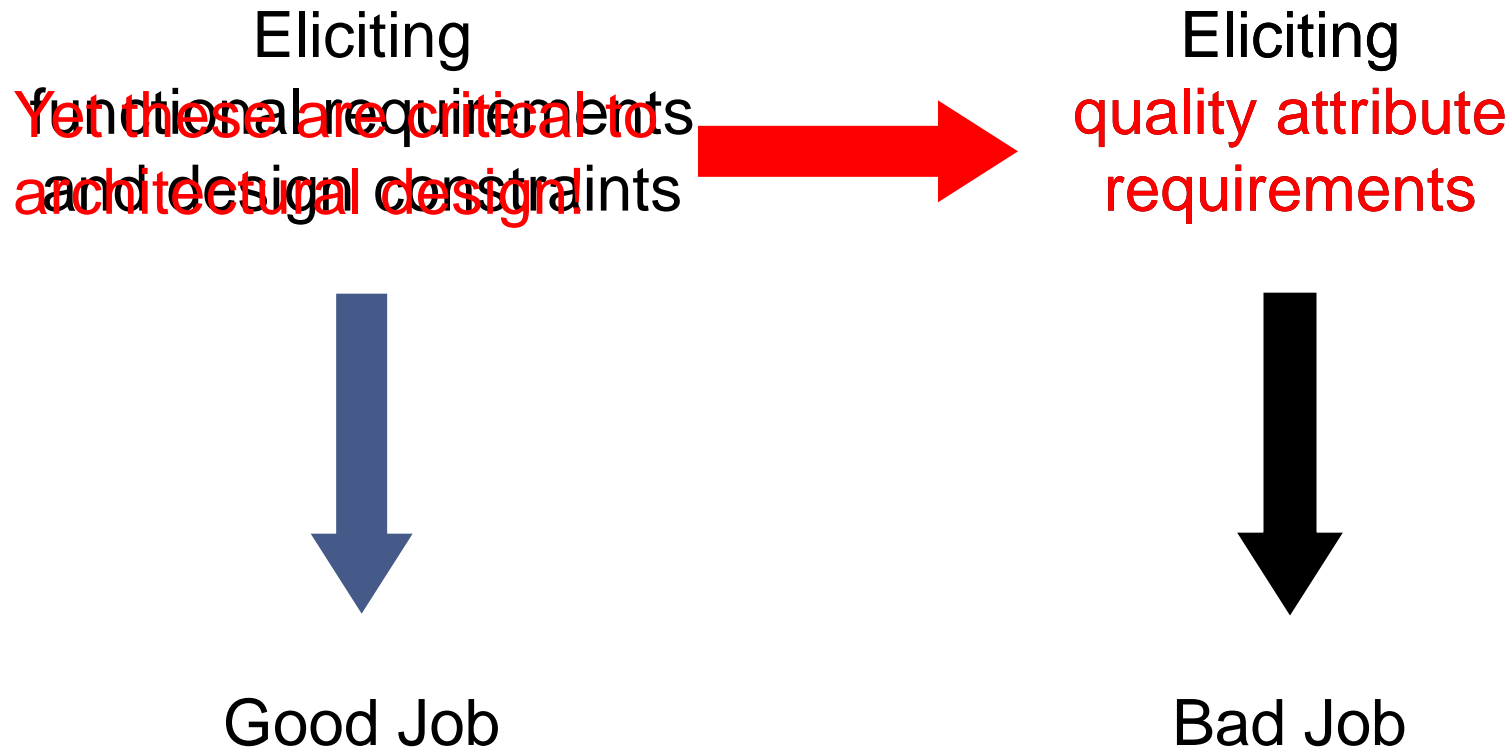 Eliciting
functional requirements
and design constraints
Yet these are critical to
architectural design!
Eliciting
quality attribute
requirements
Good Job
Bad Job